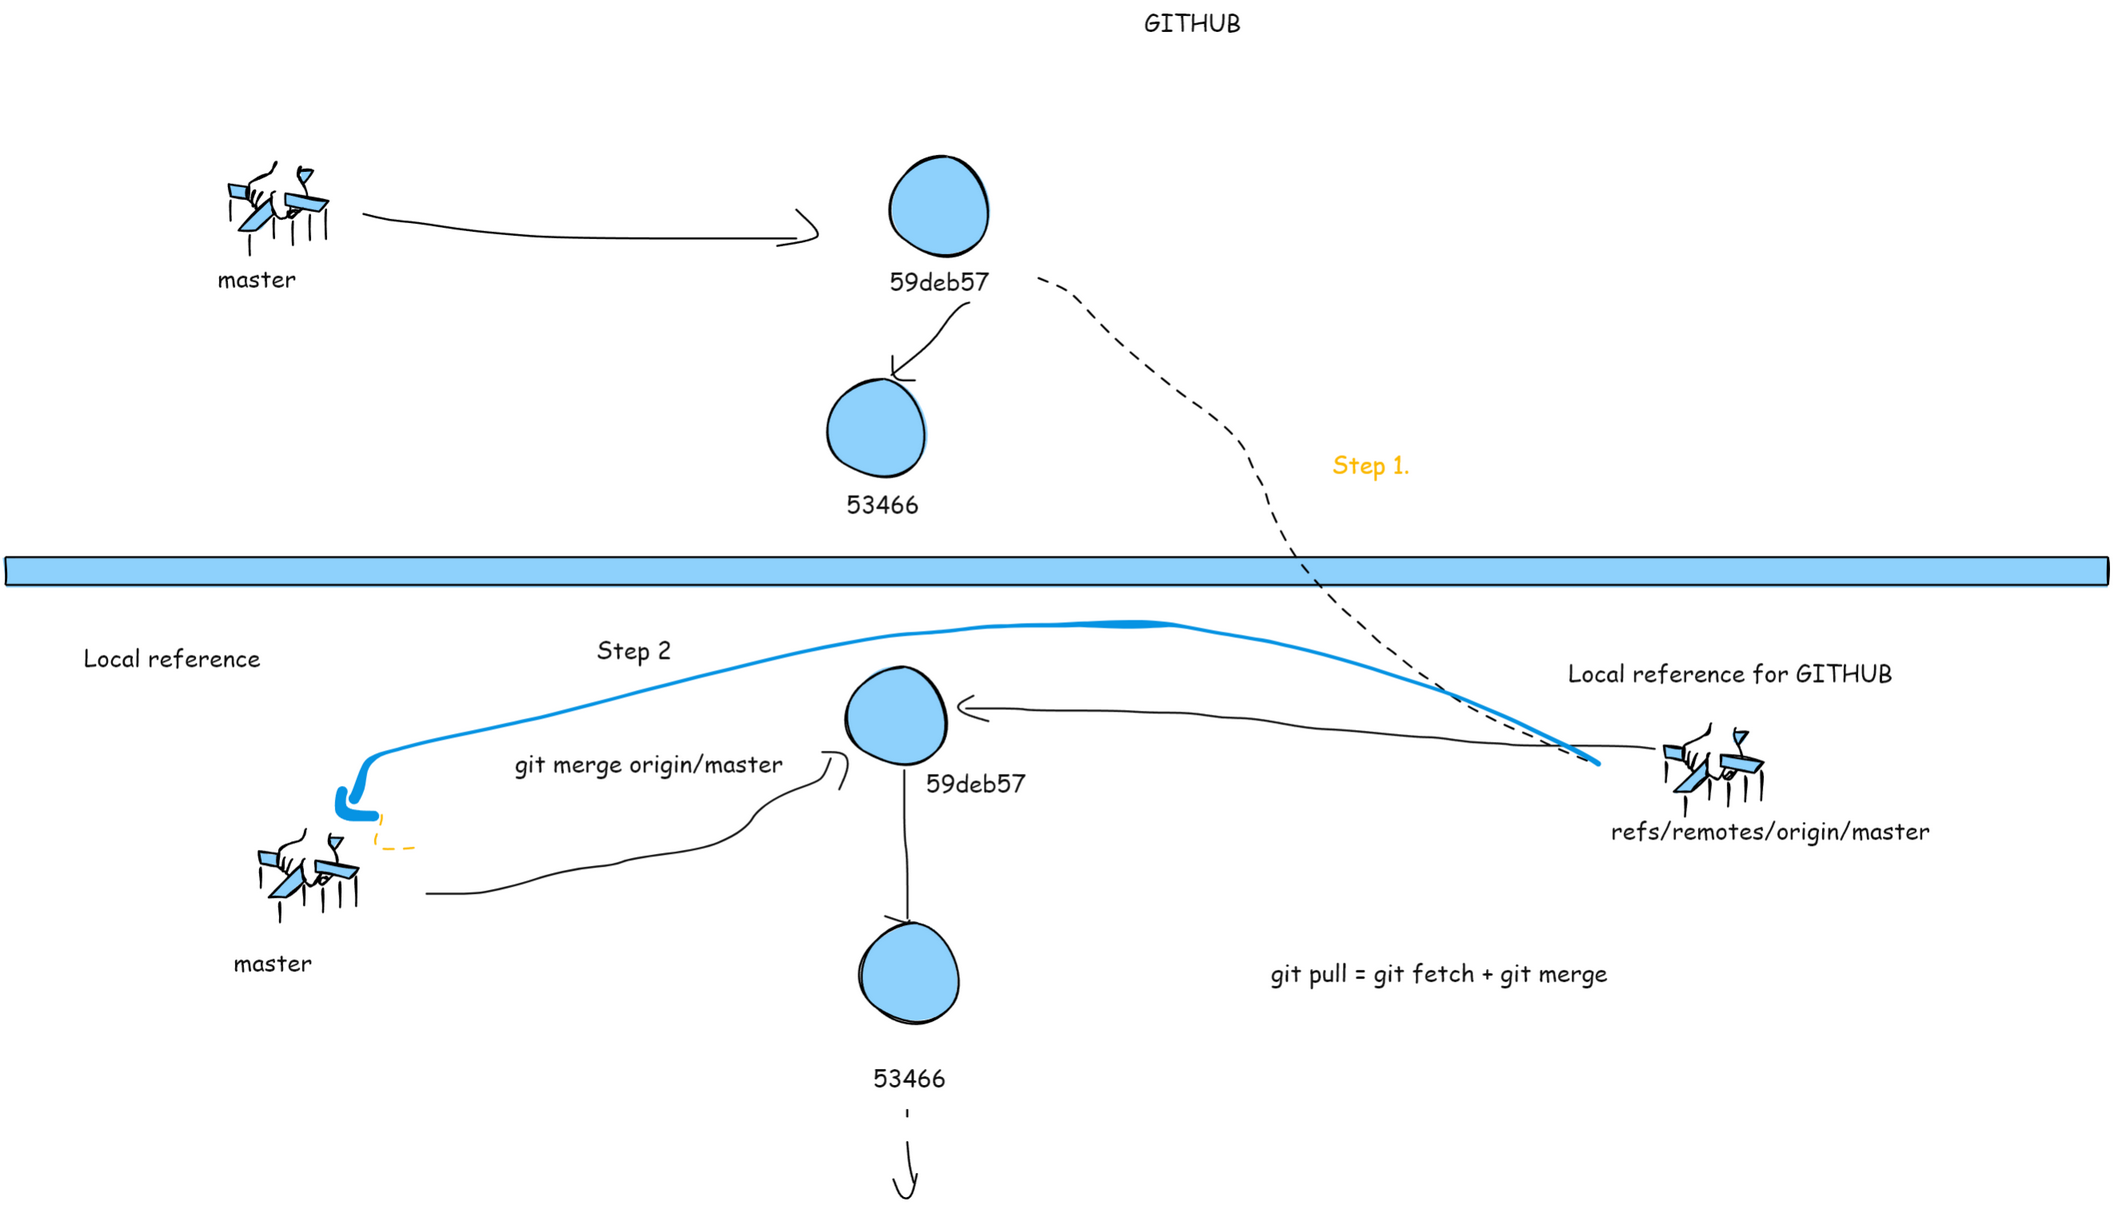 GITHUB
master
59deb57
Step 1.
53466
Local reference
Step 2
Local reference for GITHUB
git merge origin/master
59deb57
refs/remotes/origin/master
master
git pull = git fetch + git merge
53466